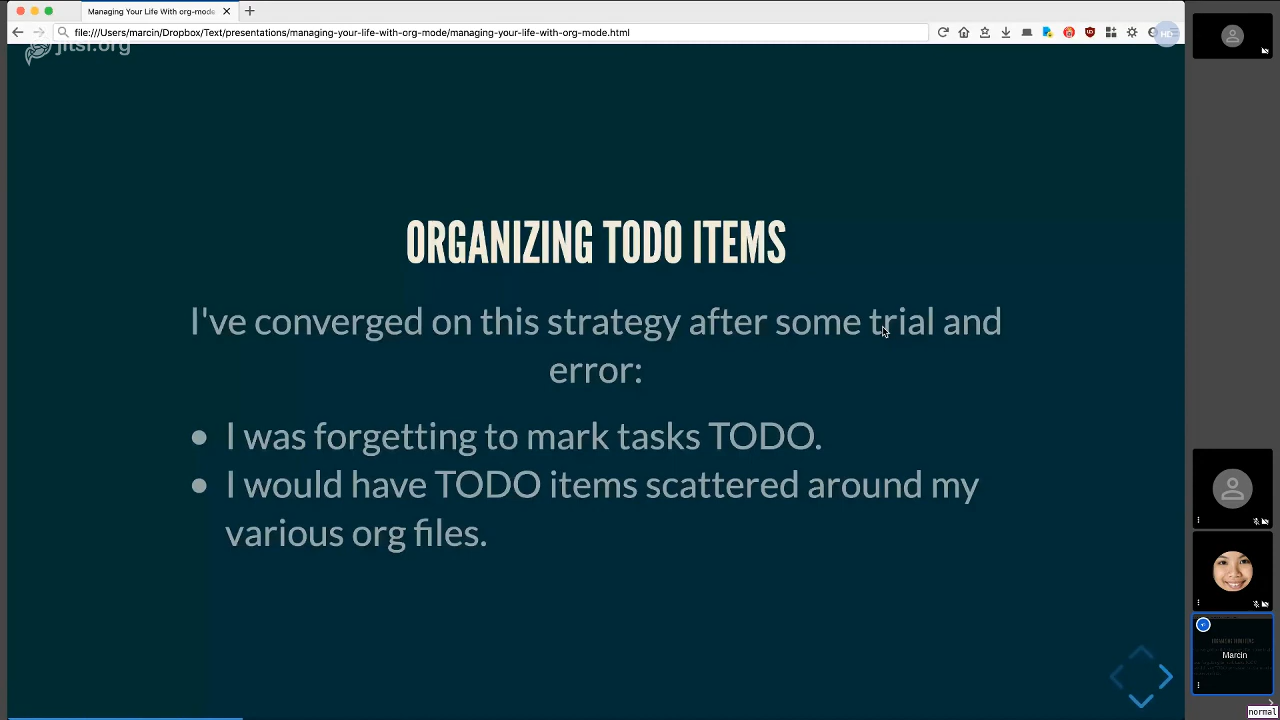 Managing Your Life With org-mode
file:///Users/marcin/Dropbox/Text/presentations/managing-your-life-with-org-mode/managing-your-life-with-org-mode.html
HD
jitsi.org
ORGANIZING TODO ITEMS
I've converged on this strategy after some trial and
error:
I was forgetting to mark tasks TODO.
I would have TODO items scattered around my
various org files.
Marcin
normal